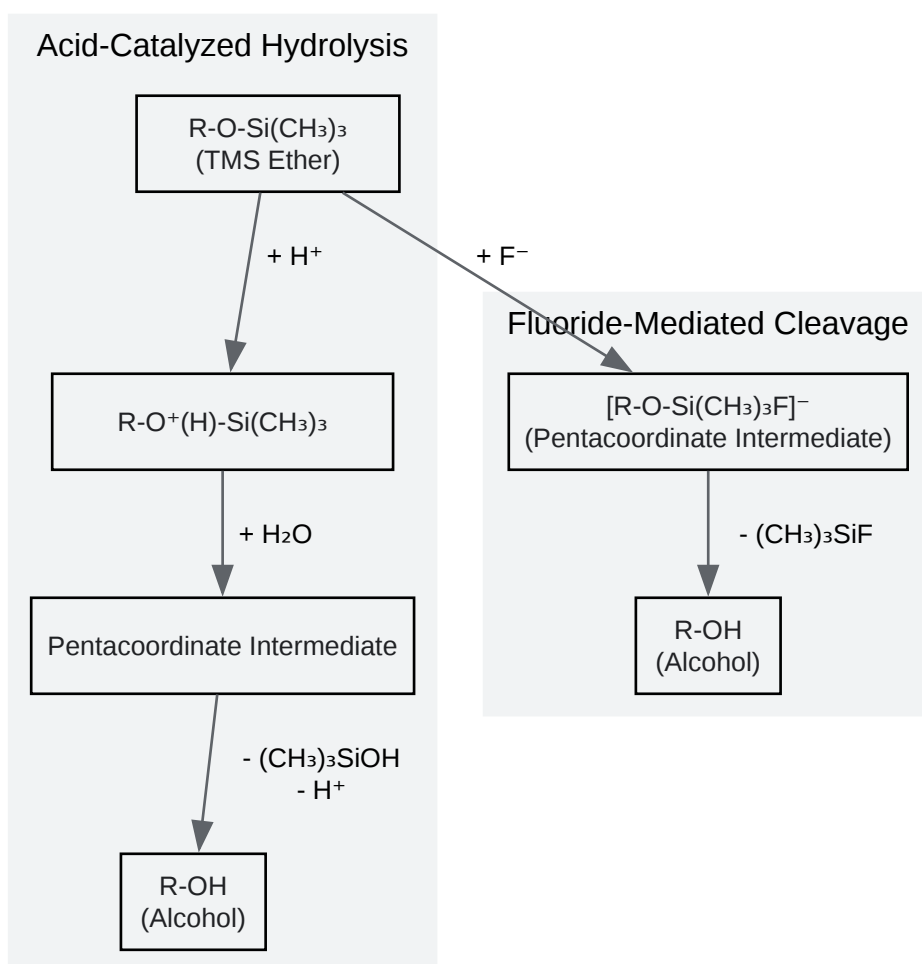 Acid-Catalyzed Hydrolysis
R-O-Si(CH₃)₃
(TMS Ether)
+ H⁺
+ F⁻
Fluoride-Mediated Cleavage
R-O⁺(H)-Si(CH₃)₃
[R-O-Si(CH₃)₃F]⁻
(Pentacoordinate Intermediate)
+ H₂O
- (CH₃)₃SiF
Pentacoordinate Intermediate
R-OH
(Alcohol)
- (CH₃)₃SiOH
- H⁺
R-OH
(Alcohol)